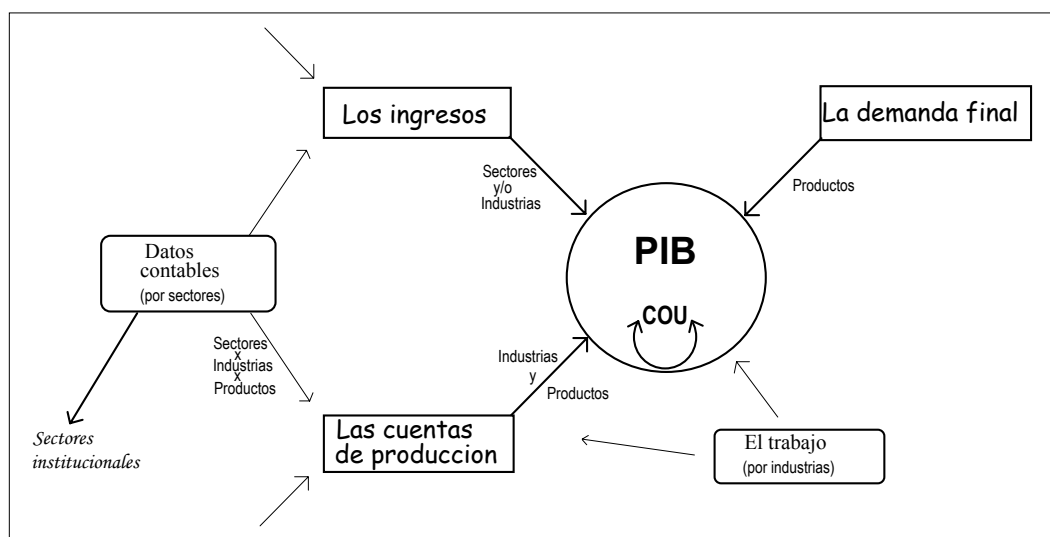 Los ingresos
La demanda final
Sectores
y/o
Industrias
Productos
PIB
COU
Datos
contables
(por sectores)
Sectores
x
Industrias
x
Productos
Industrias
y
Productos
Sectores
institucionales
Las cuentas
de produccion
El trabajo
(por industrias)